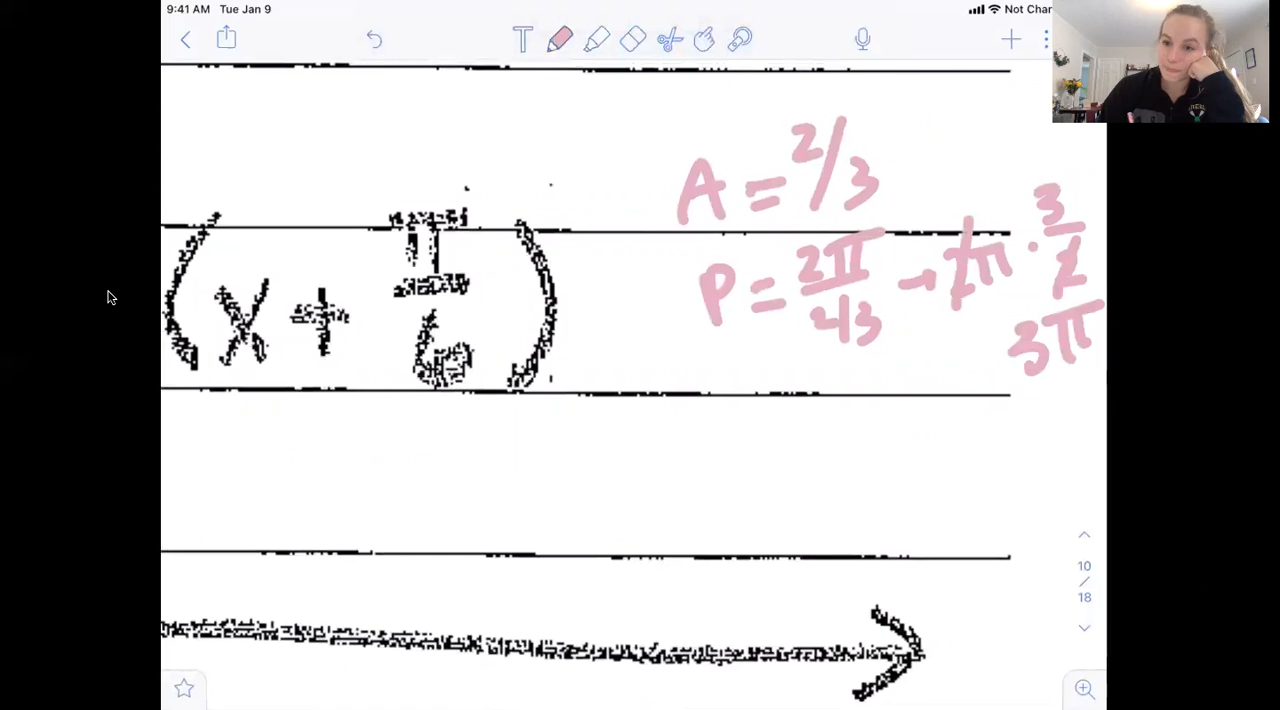 9:41 AM Tue Jan 9
Not Char
T
A = 2/3
(x + π/6)
P = 2π/2/3 → 2π · 3/2
3π
10
/
18